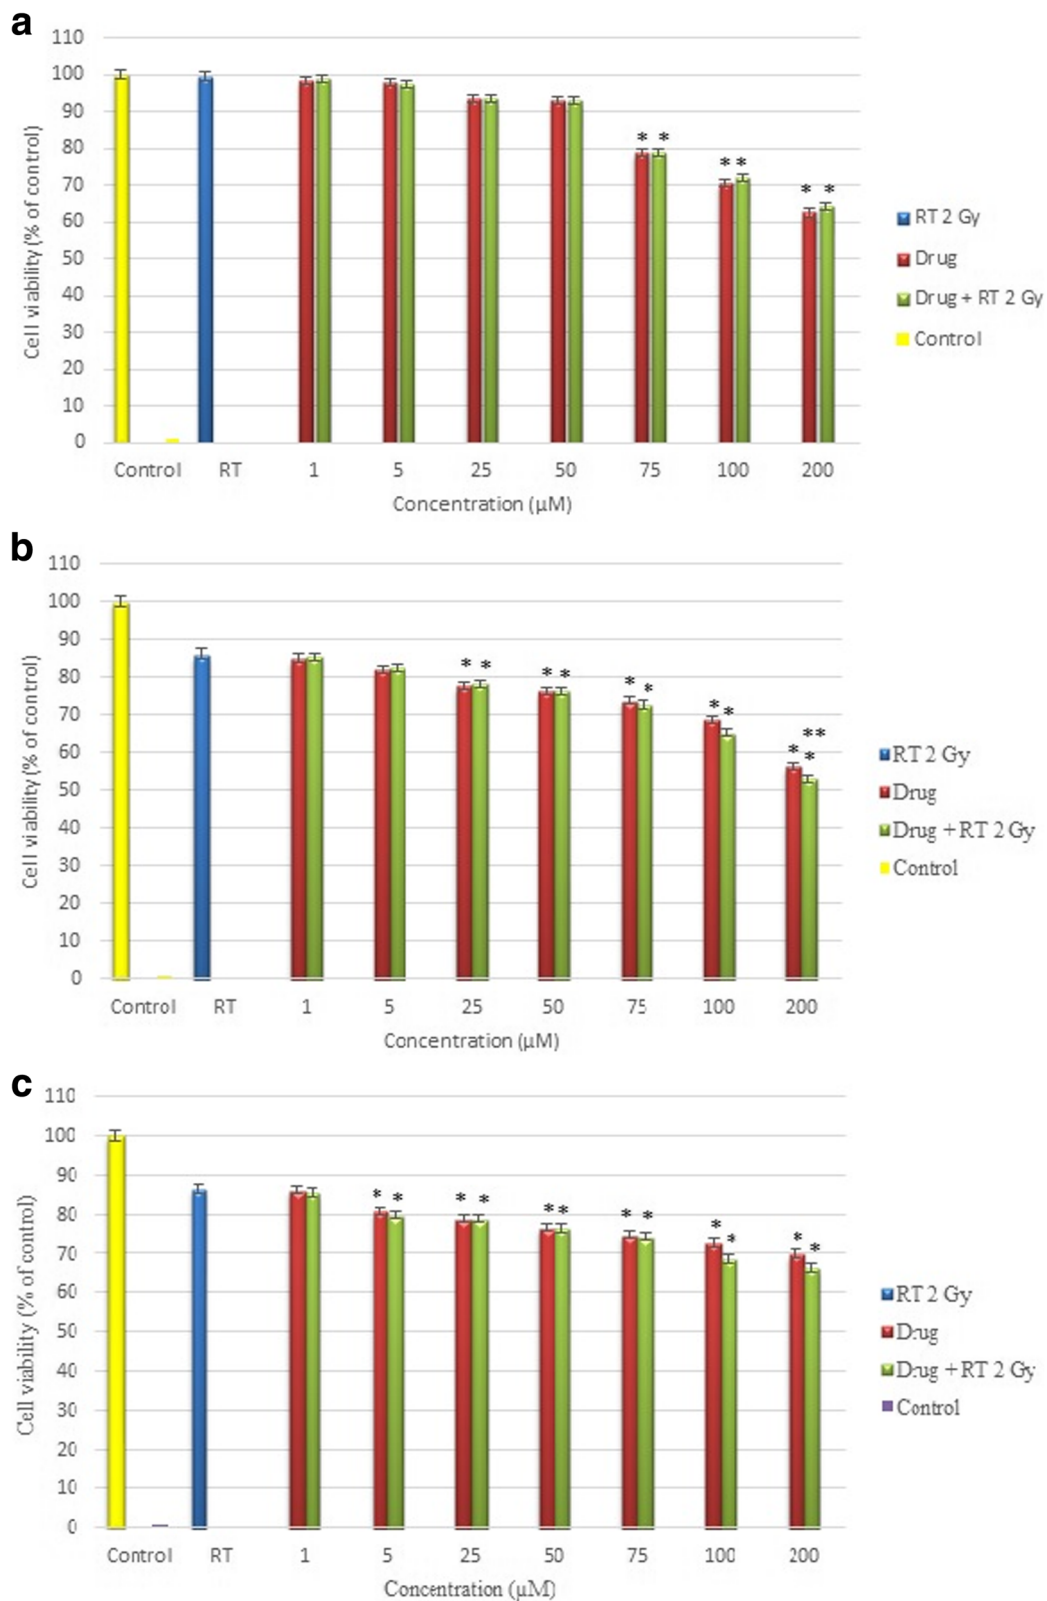 a
110
100
90
80
70
60
50
40
30
20
10
0
Cell viability (% of control)
* *
* *
* *
Control RT 1 5 25 50 75 100 200
Concentration (µM)
RT 2 Gy
Drug
Drug + RT 2 Gy
Control
b
110
100
90
80
70
60
50
40
30
20
10
0
Cell viability (% of control)
* *
* *
* *
* *
**
* *
Control RT 1 5 25 50 75 100 200
Concentration (µM)
RT 2 Gy
Drug
Drug + RT 2 Gy
Control
c
110
100
90
80
70
60
50
40
30
20
10
0
Cell viability (% of control)
* *
* *
* *
* *
* *
* *
Control RT 1 5 25 50 75 100 200
Concentration (µM)
RT 2 Gy
Drug
Drug + RT 2 Gy
Control